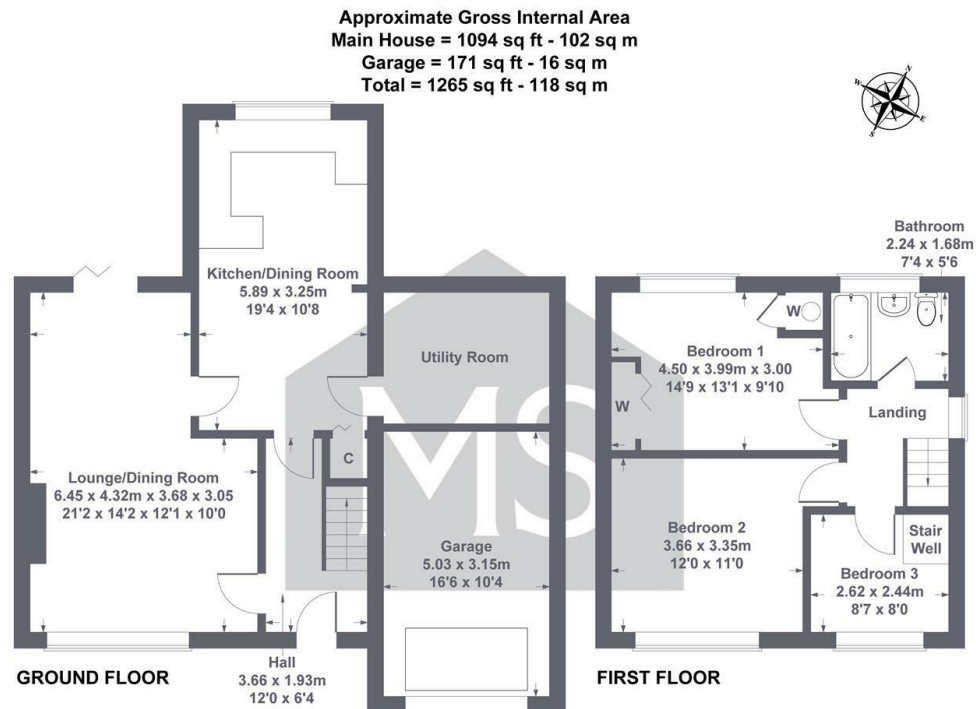 Approximate Gross Internal Area
Main House = 1094 sq ft - 102 sq m
Garage = 171 sq ft - 16 sq m
Total = 1265 sq ft - 118 sq m
N
W
E
S
Bathroom
2.24 x 1.68m
7'4 x 5'6
Kitchen/Dining Room
5.89 x 3.25m
19'4 x 10'8
Utility Room
MS
C
Lounge/Dining Room
6.45 x 4.32m x 3.68 x 3.05
21'2 x 14'2 x 12'1 x 10'0
Garage
5.03 x 3.15m
16'6 x 10'4
Hall
3.66 x 1.93m
12'0 x 6'4
GROUND FLOOR
W
Bedroom 1
4.50 x 3.99m x 3.00
14'9 x 13'1 x 9'10
W
Landing
Bedroom 2
3.66 x 3.35m
12'0 x 11'0
Stair
Well
Bedroom 3
2.62 x 2.44m
8'7 x 8'0
FIRST FLOOR